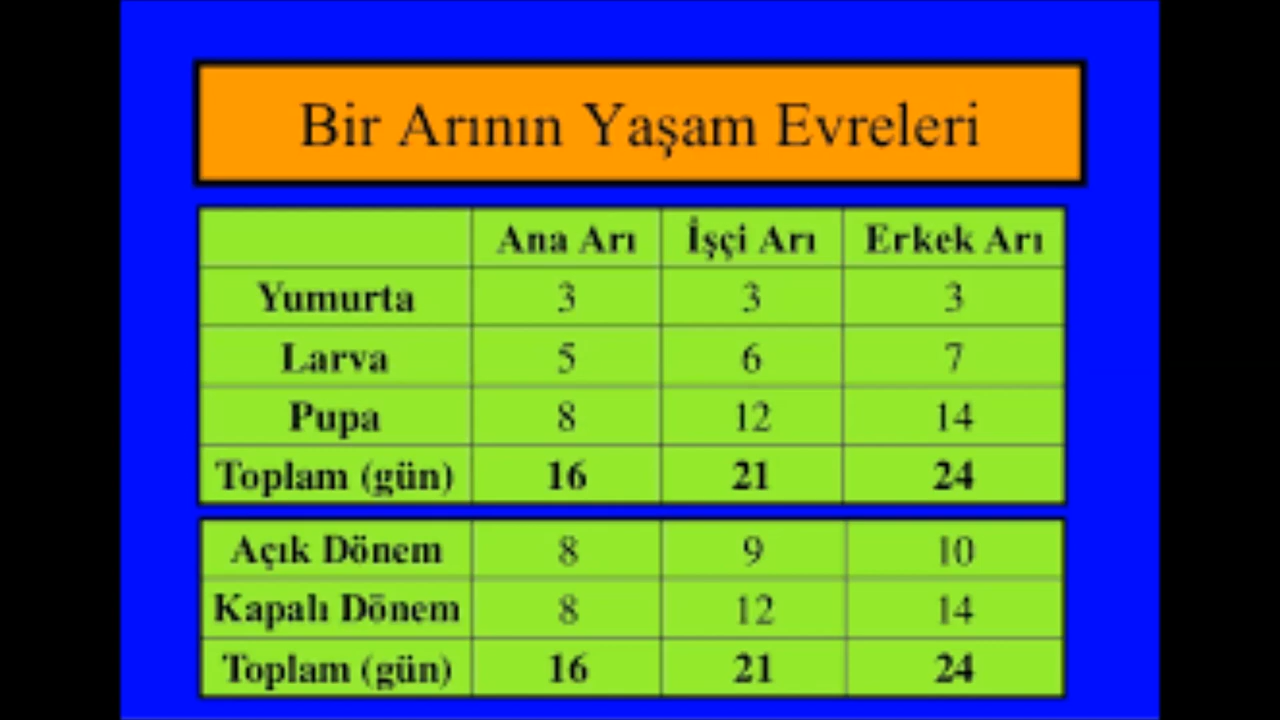 Bir Arının Yaşam Evreleri
Ana Arı İşçi Arı Erkek Arı
Yumurta 3 3 3
Larva 5 6 7
Pupa 8 12 14
Toplam (gün) 16 21 24
Açık Dönem 8 9 10
Kapalı Dönem 8 12 14
Toplam (gün) 16 21 24